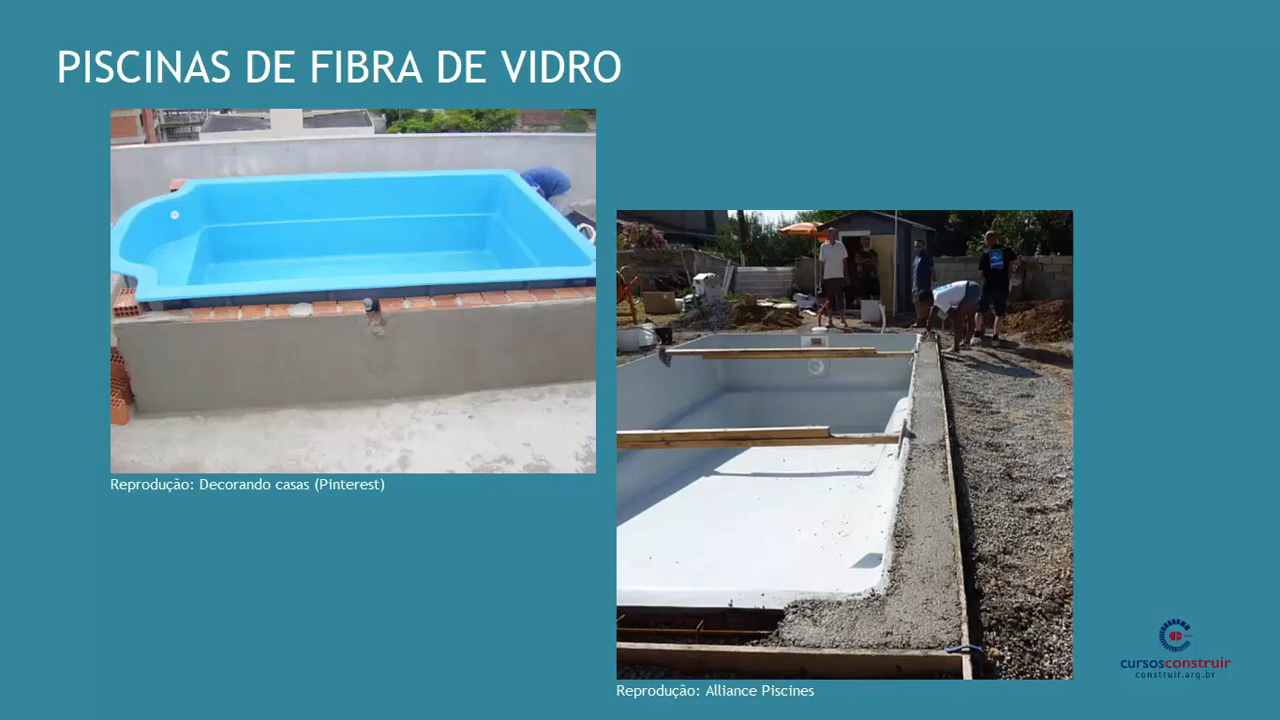 PISCINAS DE FIBRA DE VIDRO
Reprodução: Decorando casas (Pinterest)
Reprodução: Alliance Piscines
cursosconstruir
construir.arq.br